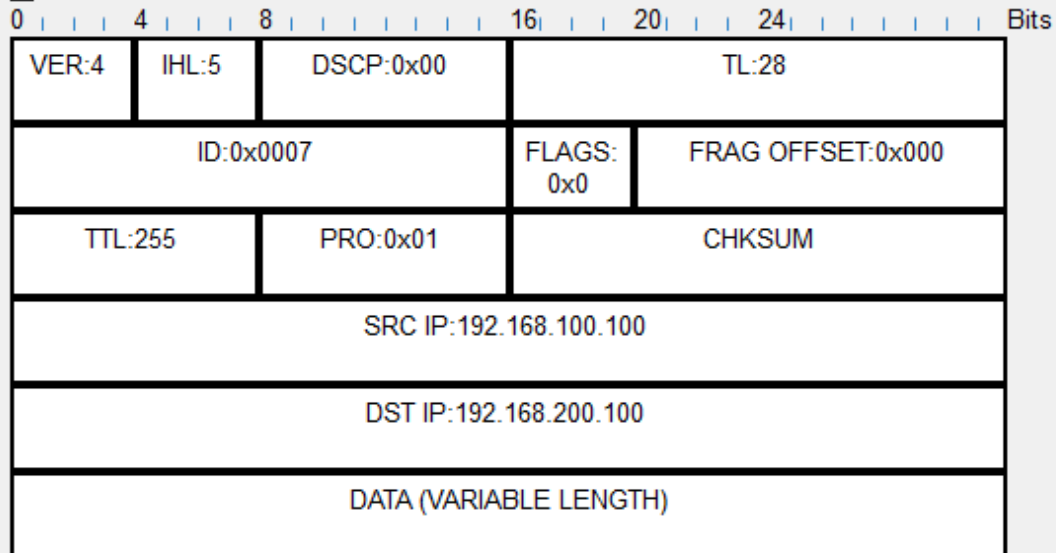 0 4 8 16 20 24 Bits
VER:4 IHL:5 DSCP:0x00 TL:28
ID:0x0007 FLAGS: FRAG OFFSET:0x000
0x0
TTL:255 PRO:0x01 CHKSUM
SRC IP:192.168.100.100
DST IP:192.168.200.100
DATA (VARIABLE LENGTH)